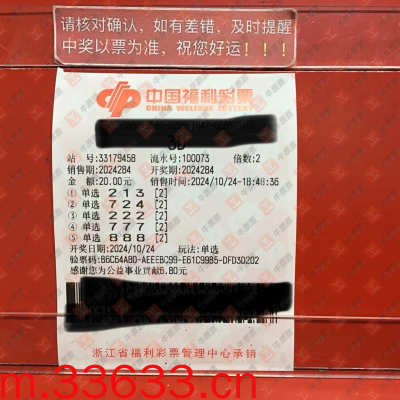 请核对确认，如有差错，及时提醒
中奖以票为准，祝您好运！！！
中国福利彩票
CHINA WELFARE LOTTERY
3D
站 号:33179458 流水号:100073 倍数:2
销售期:2024284 开奖期:2024284
金 额:20.00元 销售时间:2024/10/24-18:48:36
① 单选 2 1 3 [2]
② 单选 7 2 4 [2]
③ 单选 2 2 2 [2]
④ 单选 7 7 7 [2]
⑤ 单选 8 8 8 [2]
开奖日期:2024/10/24 玩法:单选
验票码:B6C64AB0-AEEEBC99-E61C9985-DFD30202
感谢您为公益事业贡献6.80元
浙江省福利彩票管理中心承销
m.33633.cn